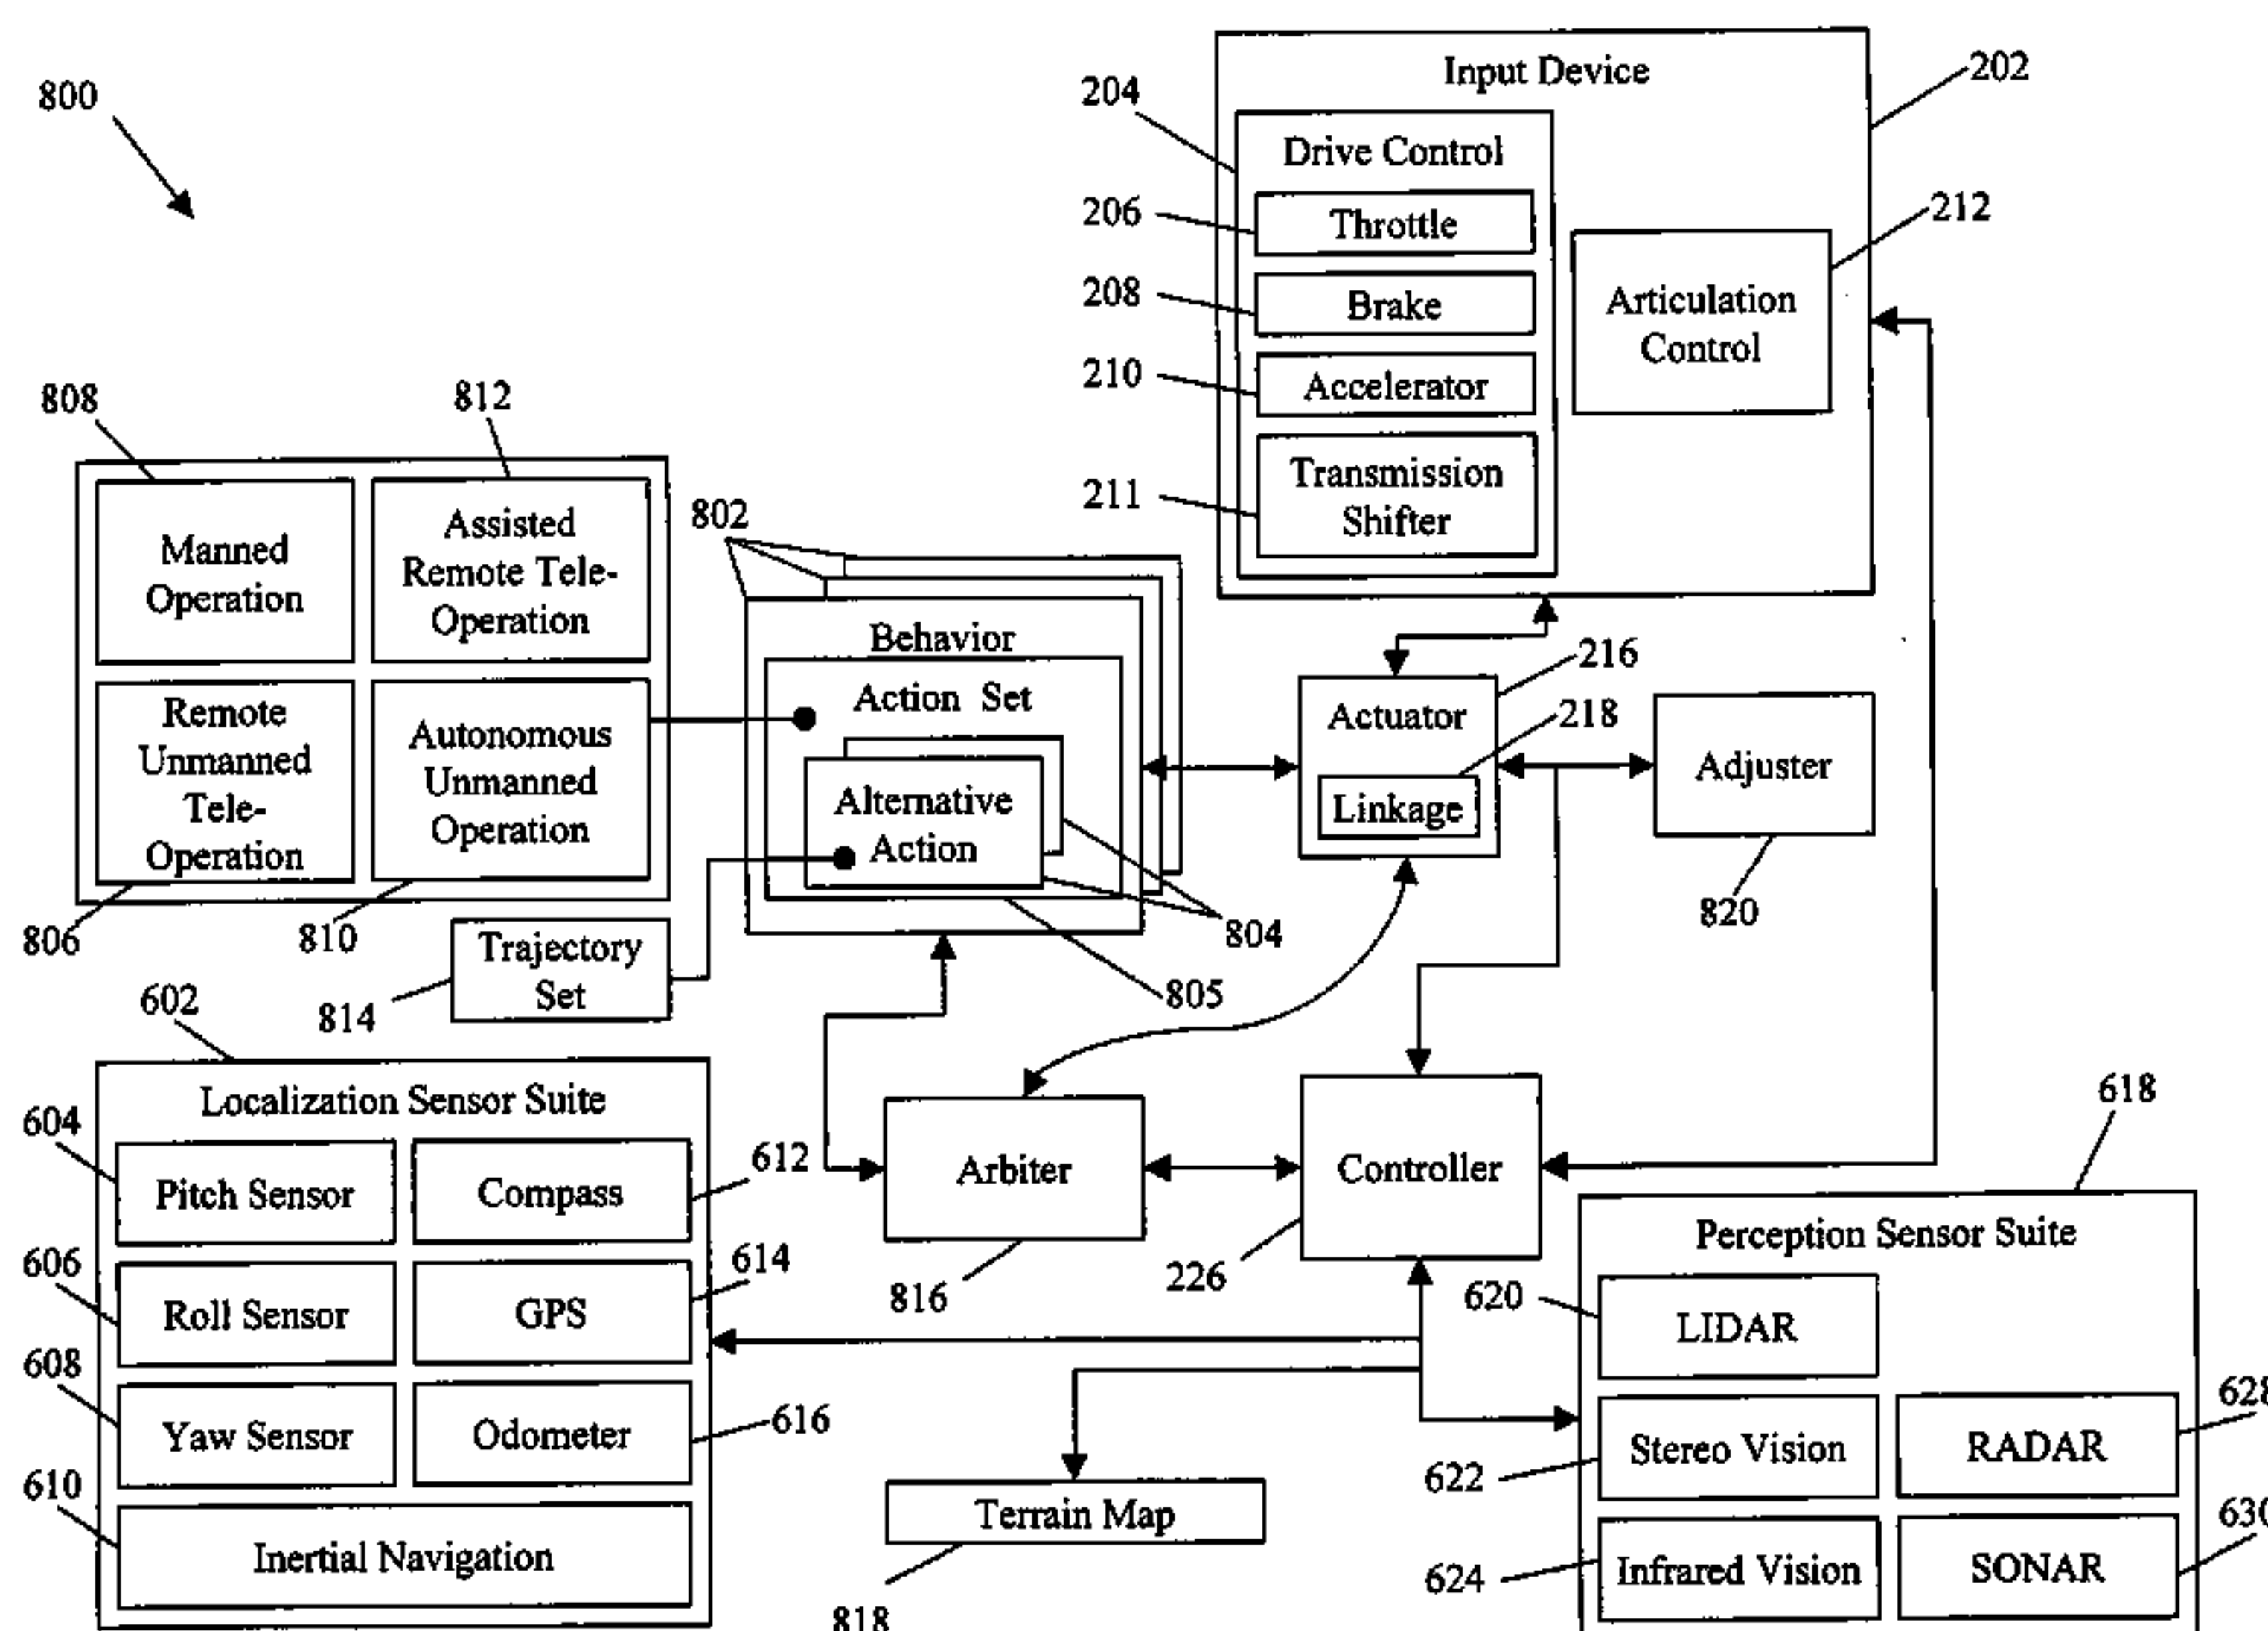 800
Input Device
202
204
Drive Control
206
Throttle
212
208
Brake
Articulation
Control
210
Accelerator
211
Transmission
Shifter
808
812
Manned
Operation
Assisted
Remote Tele-
Operation
Remote
Unmanned
Tele-
Operation
Autonomous
Unmanned
Operation
806
810
802
Behavior
Action Set
Alternative
Action
804
805
216
Actuator
218
Linkage
Adjuster
820
Trajectory
Set
814
602
Localization Sensor Suite
604
Pitch Sensor
Compass
612
606
Roll Sensor
GPS
614
608
Yaw Sensor
Odometer
616
610
Inertial Navigation
Arbiter
816
Controller
226
Terrain Map
818
618
Perception Sensor Suite
620
LIDAR
622
Stereo Vision
RADAR
628
624
Infrared Vision
SONAR
630